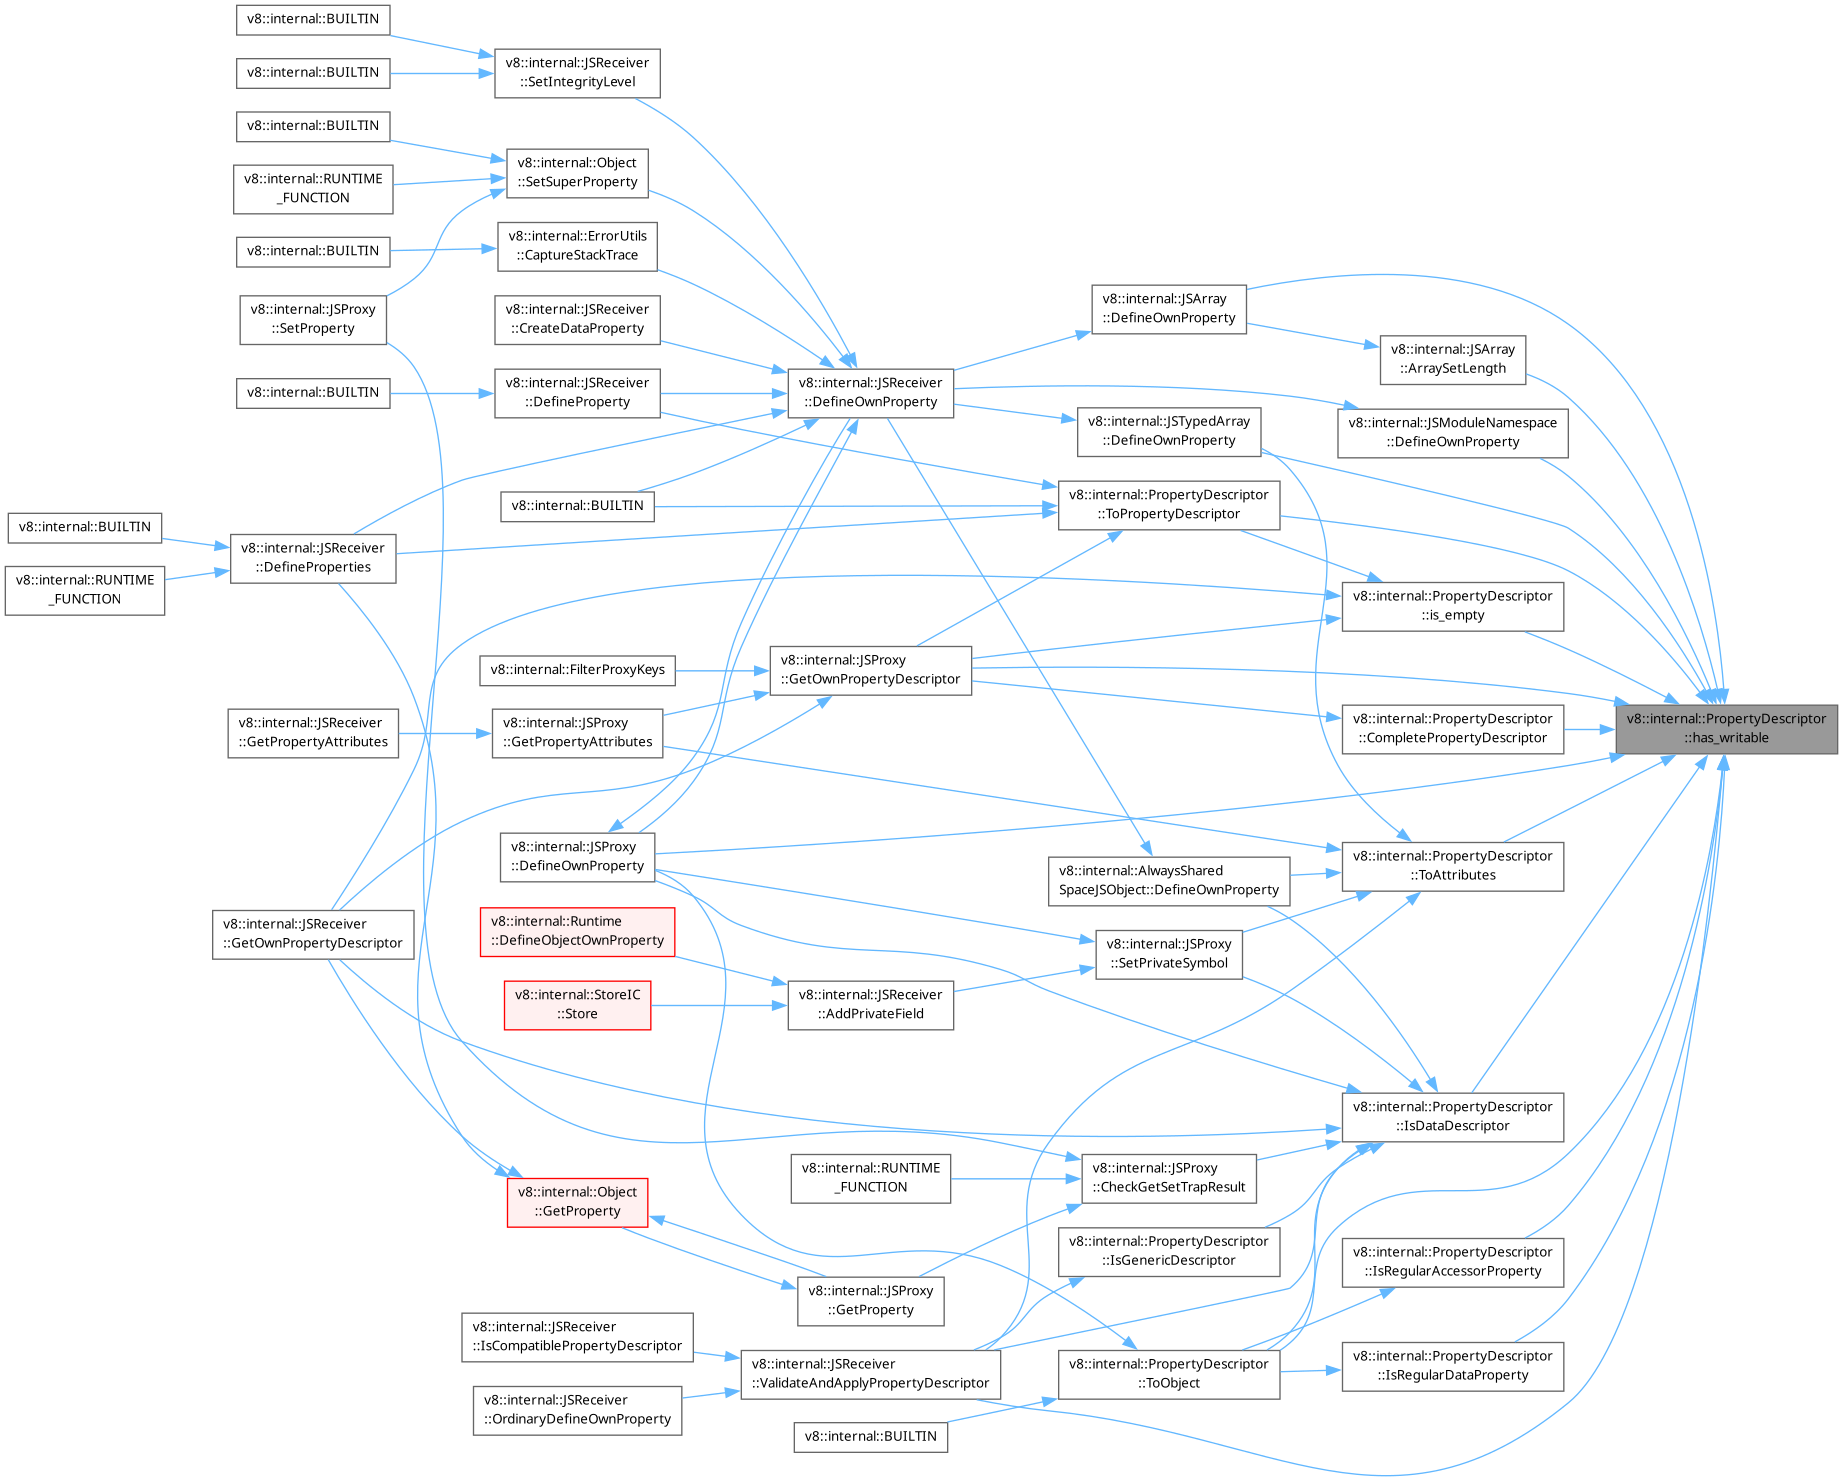 v8::internal::BUILTIN
v8::internal::BUILTIN
v8::internal::JSReceiver
::SetIntegrityLevel
v8::internal::BUILTIN
v8::internal::RUNTIME
_FUNCTION
v8::internal::Object
::SetSuperProperty
v8::internal::BUILTIN
v8::internal::ErrorUtils
::CaptureStackTrace
v8::internal::JSProxy
::SetProperty
v8::internal::JSReceiver
::CreateDataProperty
v8::internal::JSArray
::DefineOwnProperty
v8::internal::JSArray
::ArraySetLength
v8::internal::BUILTIN
v8::internal::JSReceiver
::DefineProperty
v8::internal::JSReceiver
::DefineOwnProperty
v8::internal::JSTypedArray
::DefineOwnProperty
v8::internal::JSModuleNamespace
::DefineOwnProperty
v8::internal::BUILTIN
v8::internal::PropertyDescriptor
::ToPropertyDescriptor
v8::internal::BUILTIN
v8::internal::RUNTIME
_FUNCTION
v8::internal::JSReceiver
::DefineProperties
v8::internal::PropertyDescriptor
::is_empty
v8::internal::FilterProxyKeys
v8::internal::JSProxy
::GetOwnPropertyDescriptor
v8::internal::JSReceiver
::GetPropertyAttributes
v8::internal::JSProxy
::GetPropertyAttributes
v8::internal::PropertyDescriptor
::CompletePropertyDescriptor
v8::internal::PropertyDescriptor
::has_writable
v8::internal::JSProxy
::DefineOwnProperty
v8::internal::AlwaysShared
SpaceJSObject::DefineOwnProperty
v8::internal::PropertyDescriptor
::ToAttributes
v8::internal::JSReceiver
::GetOwnPropertyDescriptor
v8::internal::Runtime
::DefineObjectOwnProperty
v8::internal::JSProxy
::SetPrivateSymbol
v8::internal::StoreIC
::Store
v8::internal::JSReceiver
::AddPrivateField
v8::internal::PropertyDescriptor
::IsDataDescriptor
v8::internal::RUNTIME
_FUNCTION
v8::internal::JSProxy
::CheckGetSetTrapResult
v8::internal::Object
::GetProperty
v8::internal::PropertyDescriptor
::IsGenericDescriptor
v8::internal::PropertyDescriptor
::IsRegularAccessorProperty
v8::internal::JSProxy
::GetProperty
v8::internal::JSReceiver
::IsCompatiblePropertyDescriptor
v8::internal::JSReceiver
::ValidateAndApplyPropertyDescriptor
v8::internal::PropertyDescriptor
::ToObject
v8::internal::PropertyDescriptor
::IsRegularDataProperty
v8::internal::JSReceiver
::OrdinaryDefineOwnProperty
v8::internal::BUILTIN